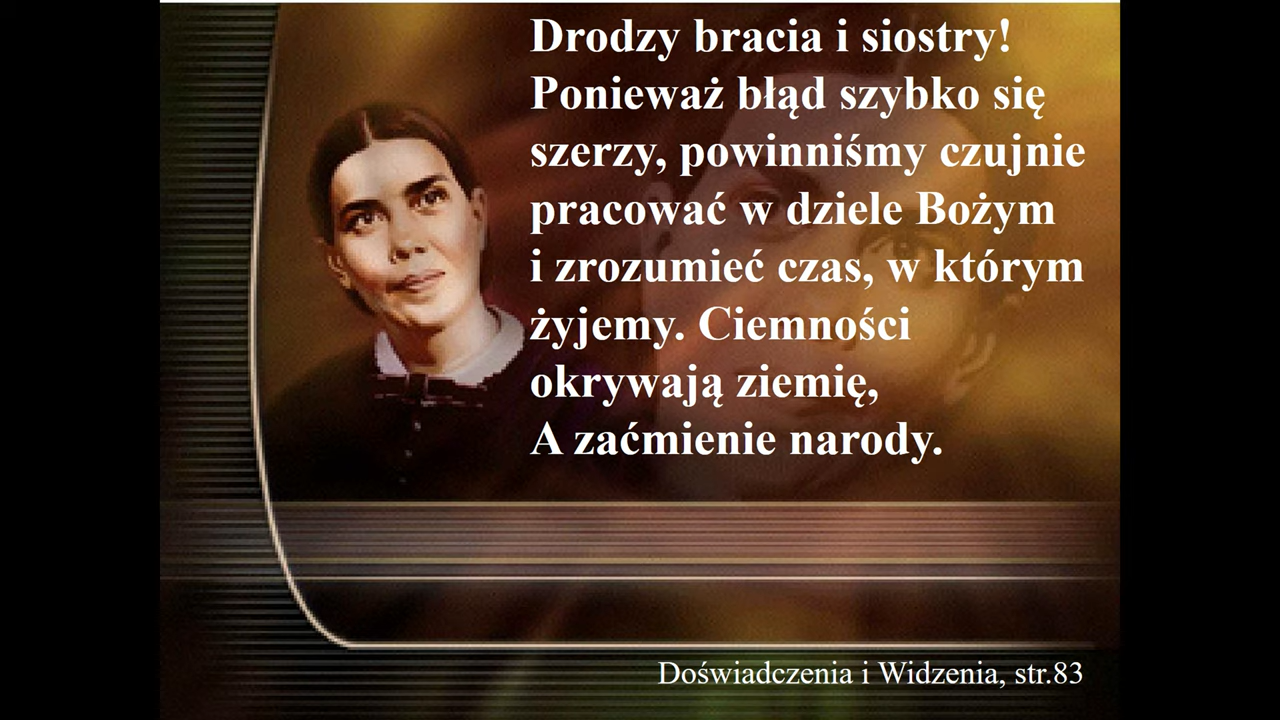 Drodzy bracia i siostry!
Ponieważ błąd szybko się
szerzy, powinniśmy czujnie
pracować w dziele Bożym
i zrozumieć czas, w którym
żyjemy. Ciemności
okrywają ziemię,
A zaćmienie narody.
Doświadczenia i Widzenia, str.83